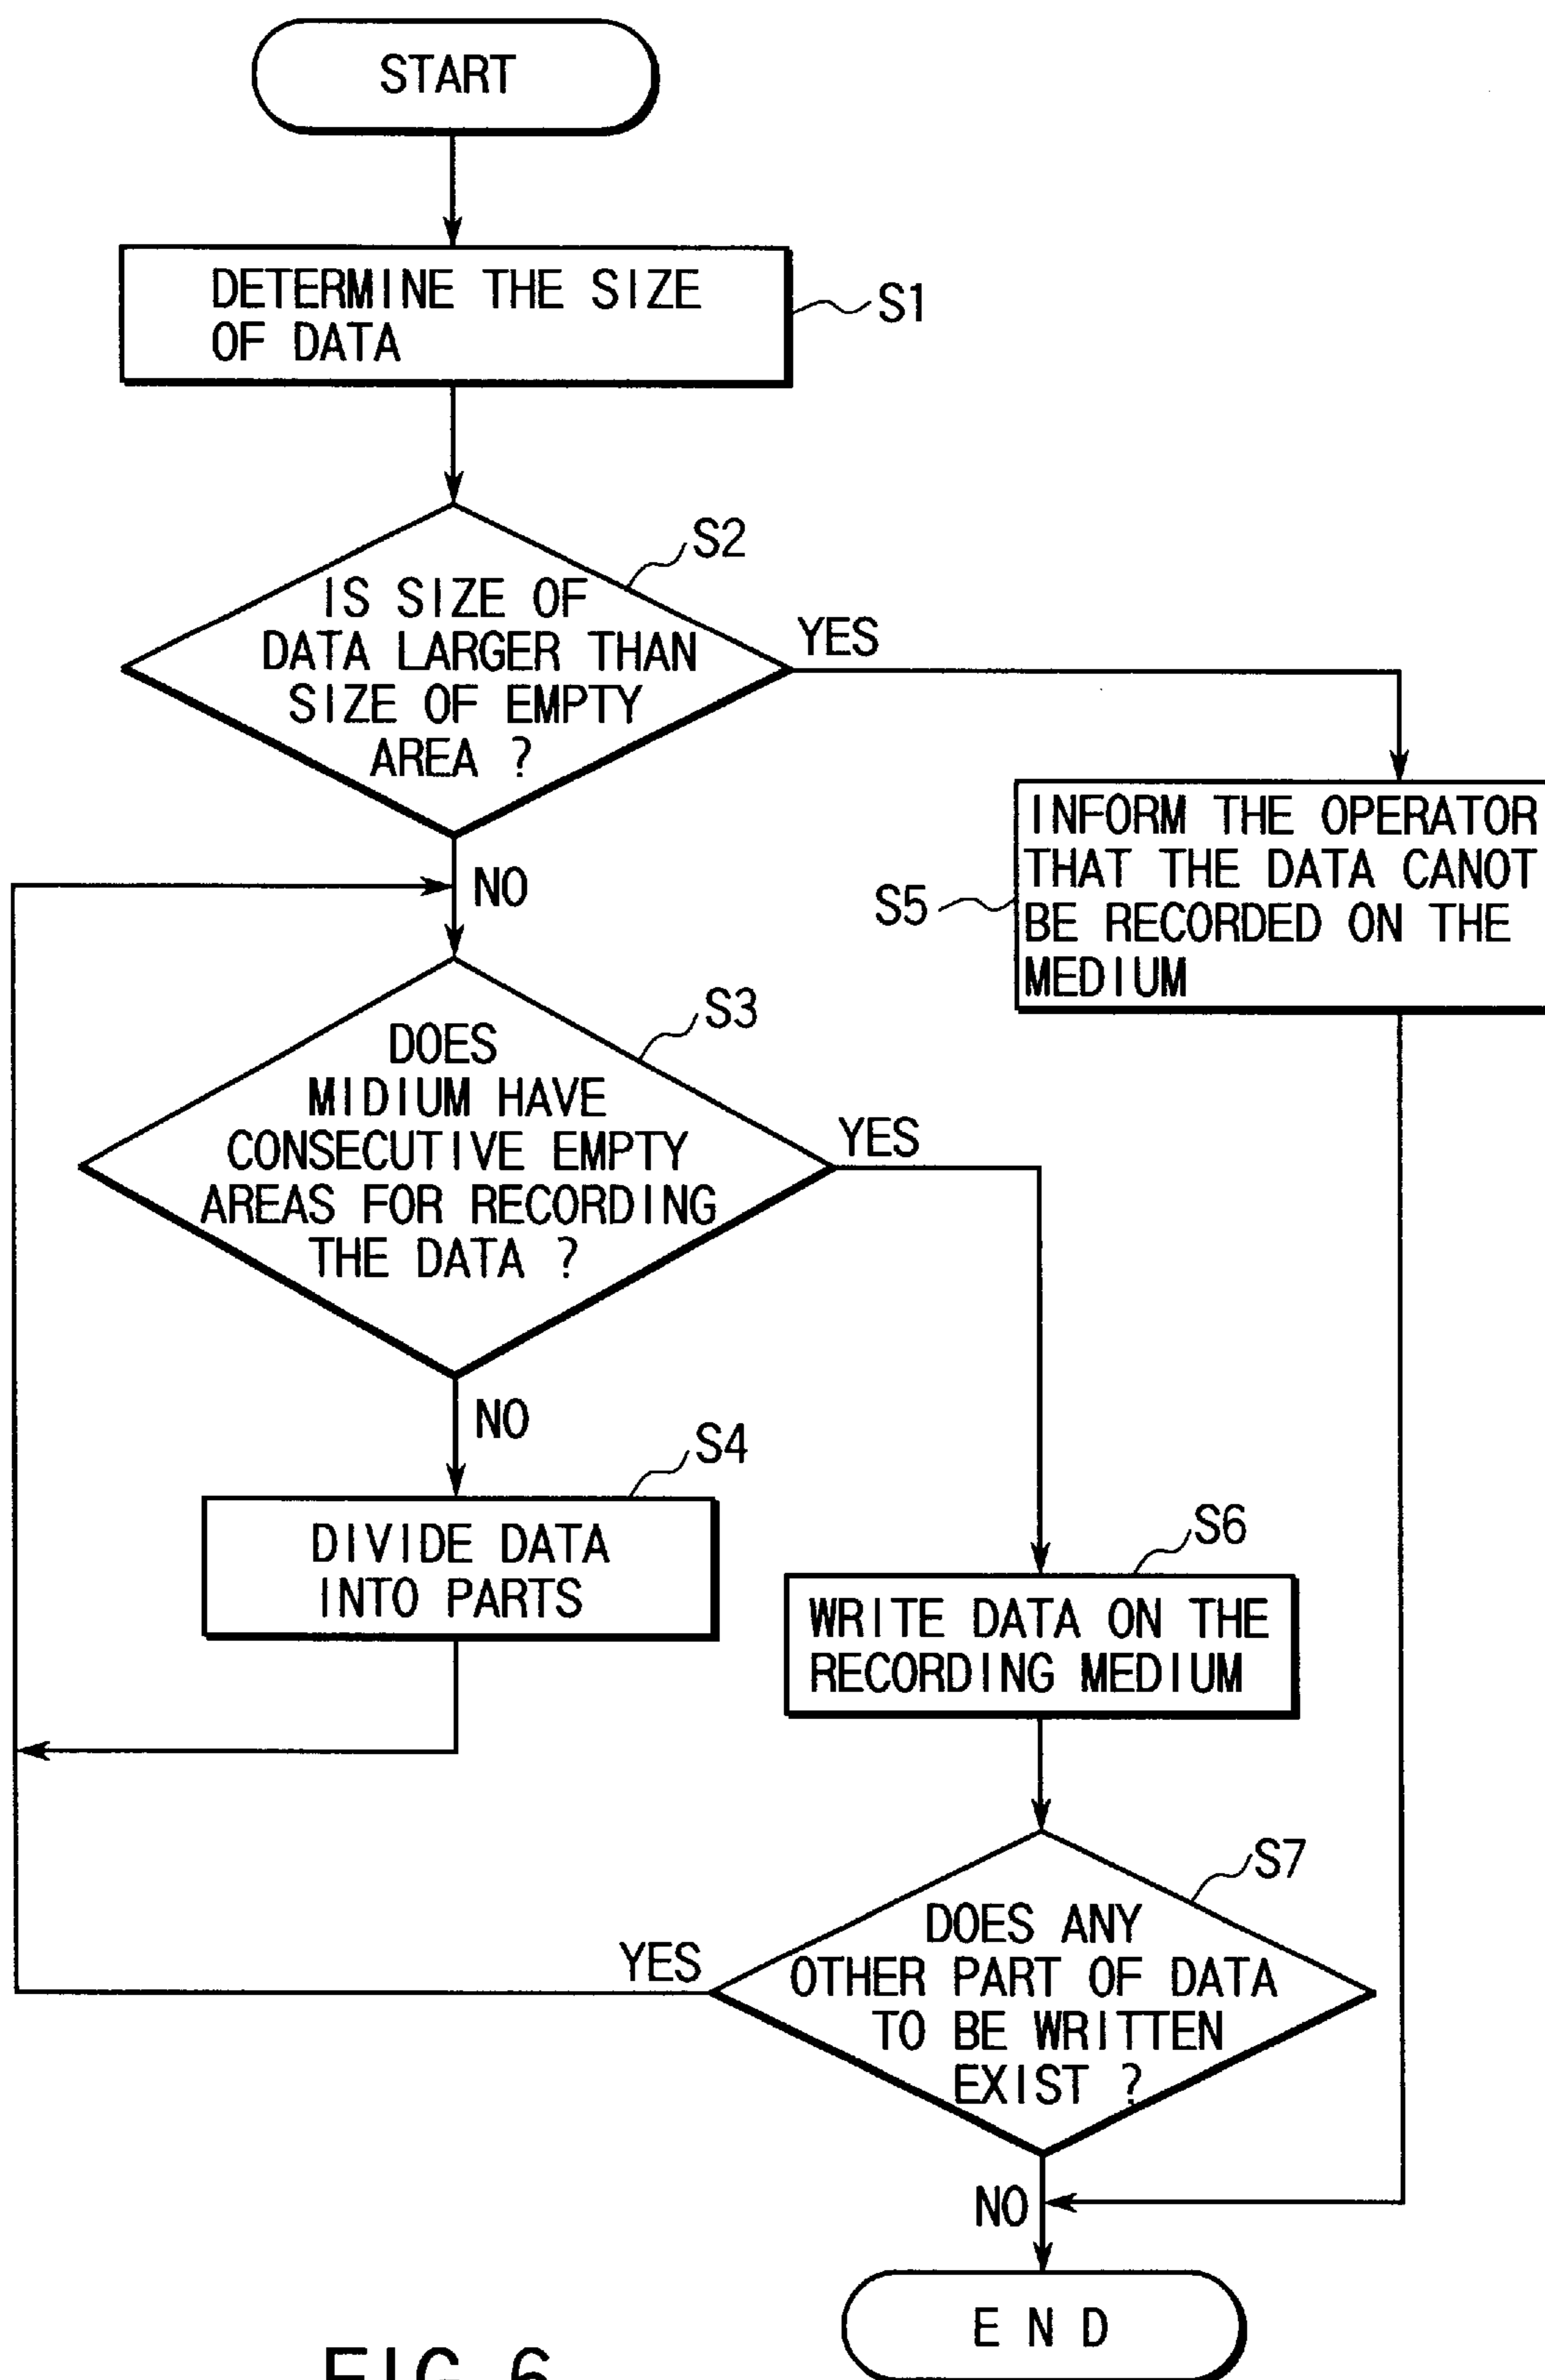 START
DETERMINE THE SIZE
OF DATA
S1
S2
IS SIZE OF
DATA LARGER THAN
SIZE OF EMPTY
AREA ?
YES
NO
INFORM THE OPERATOR
THAT THE DATA CANOT
BE RECORDED ON THE
MEDIUM
S5
S3
DOES
MIDIUM HAVE
CONSECUTIVE EMPTY
AREAS FOR RECORDING
THE DATA ?
YES
NO
S4
DIVIDE DATA
INTO PARTS
S6
WRITE DATA ON THE
RECORDING MEDIUM
S7
DOES ANY
OTHER PART OF DATA
TO BE WRITTEN
EXIST ?
YES
NO
END
FIG. 6